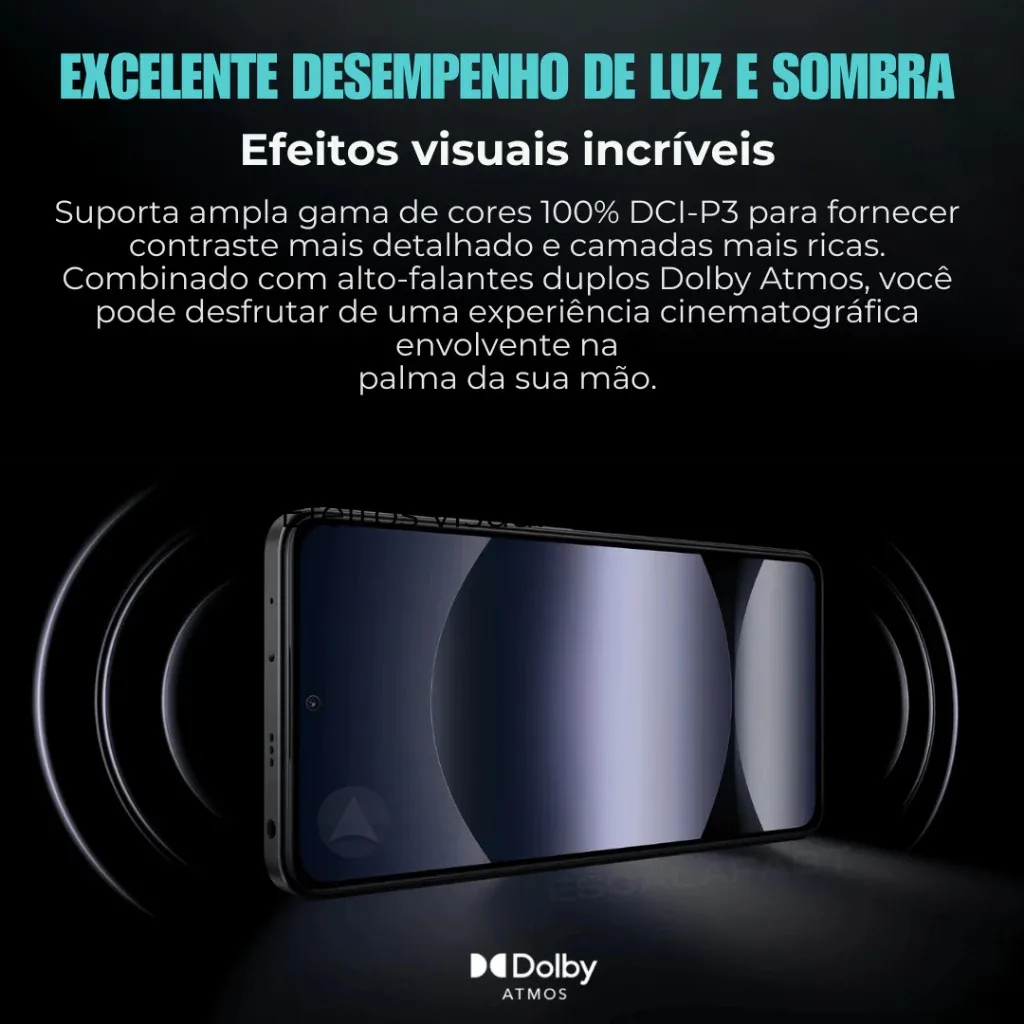 EXCELENTE DESEMPENHO DE LUZ E SOMBRA
Efeitos visuais incríveis
Suporta ampla gama de cores 100% DCI-P3 para fornecer
contraste mais detalhado e camadas mais ricas.
Combinado com alto-falantes duplos Dolby Atmos, você
pode desfrutar de uma experiência cinematográfica
envolvente na
palma da sua mão.
Dolby
ATMOS